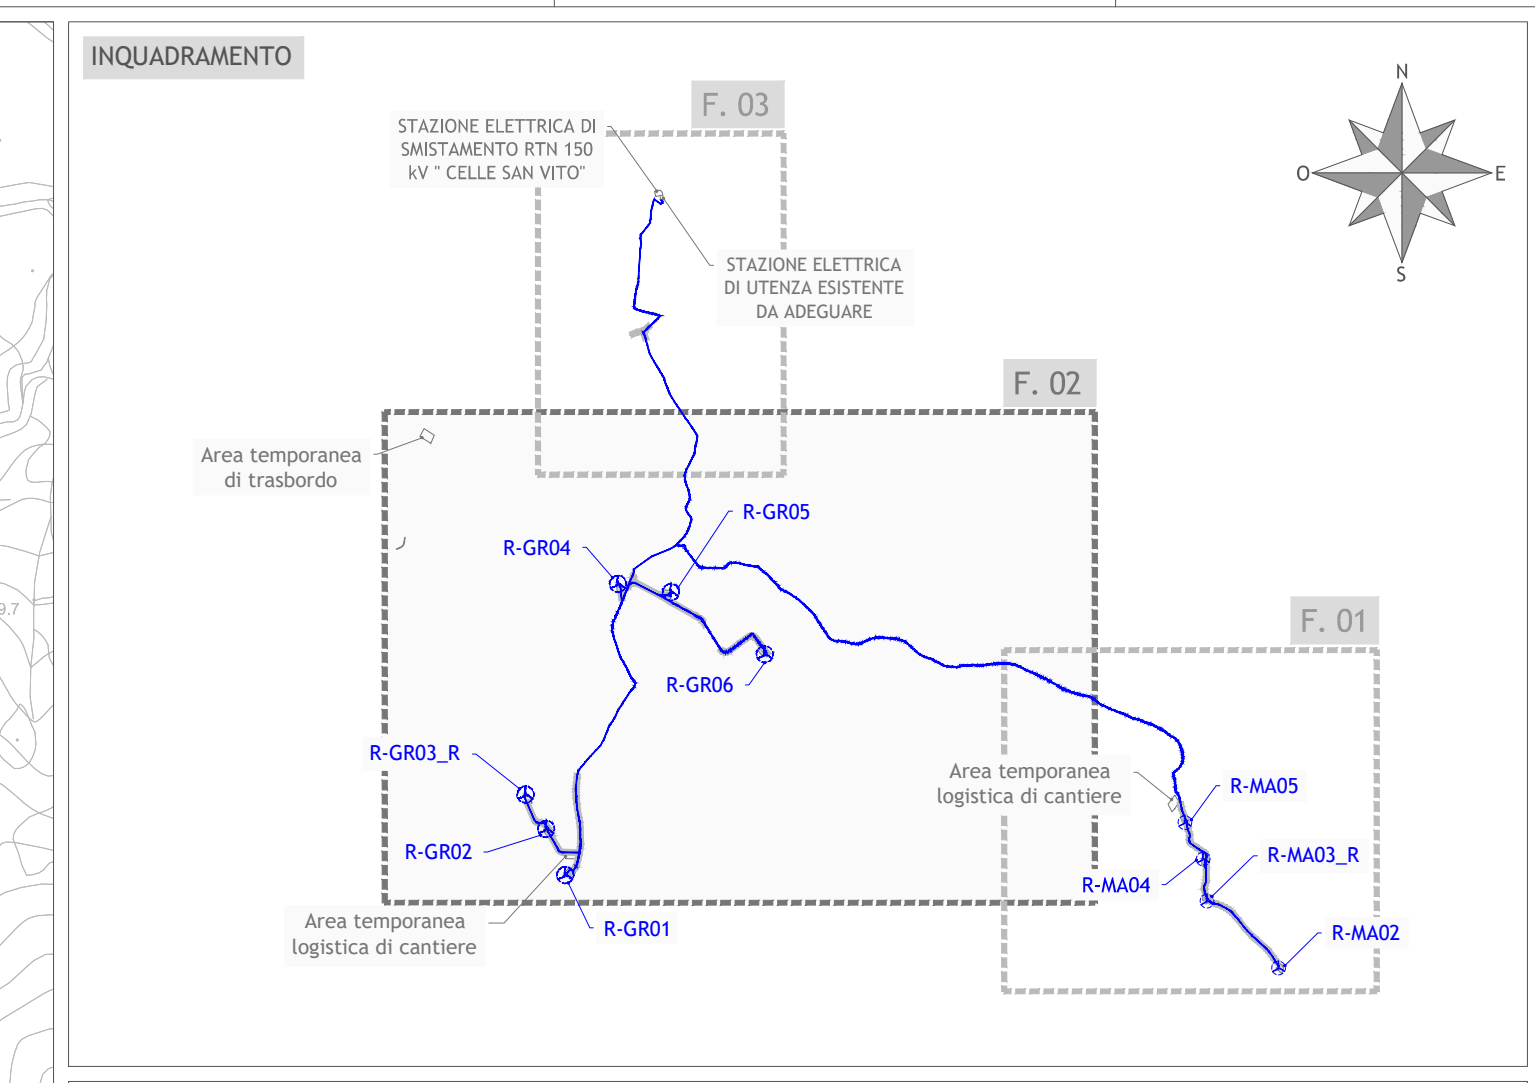 INQUADRAMENTO
N
O
E
S
F. 03
STAZIONE ELETTRICA DI
SMISTAMENTO RTN 150
kV " CELLE SAN VITO"
STAZIONE ELETTRICA
DI UTENZA ESISTENTE
DA ADEGUARE
F. 02
Area temporanea
di trasbordo
R-GR05
R-GR04
F. 01
R-GR06
R-GR03_R
Area temporanea
logistica di cantiere
R-MA05
R-GR02
R-MA03_R
R-MA04
Area temporanea
logistica di cantiere
R-GR01
R-MA02
9.7